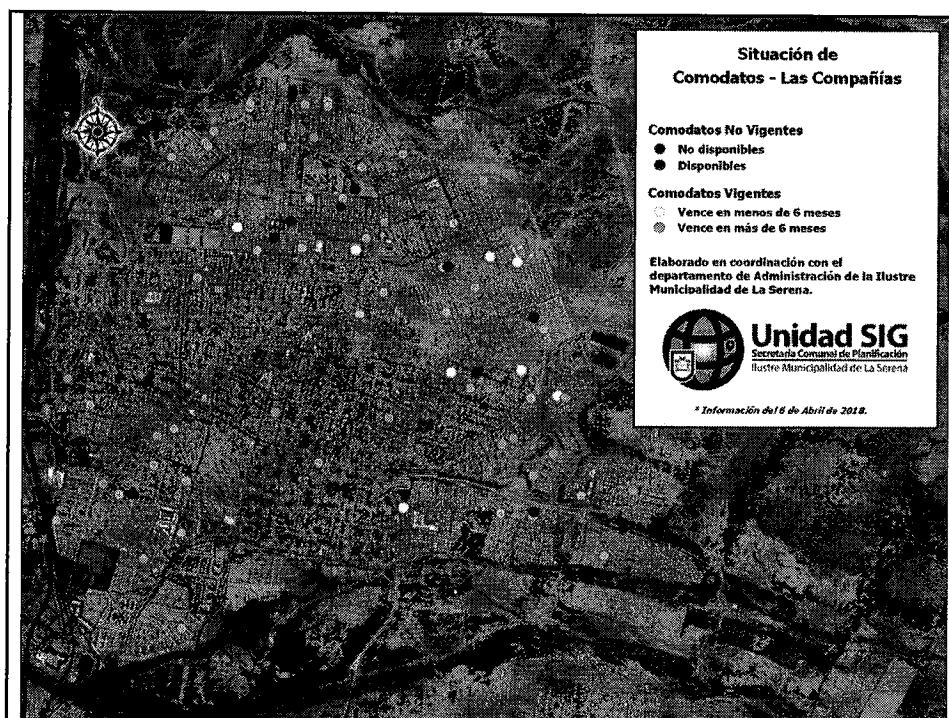 Situación de
Comodatos - Las Compañías
Comodatos No Vigentes
No disponibles
Disponibles
Comodatos Vigentes
Vence en menos de 6 meses
Vence en más de 6 meses
Elaborado en coordinación con el
departamento de Administración de la Ilustre
Municipalidad de La Serena.
Unidad SIG
Secretaría Comunal de Planificación
Ilustre Municipalidad de La Serena
* Información del 6 de Abril de 2018.